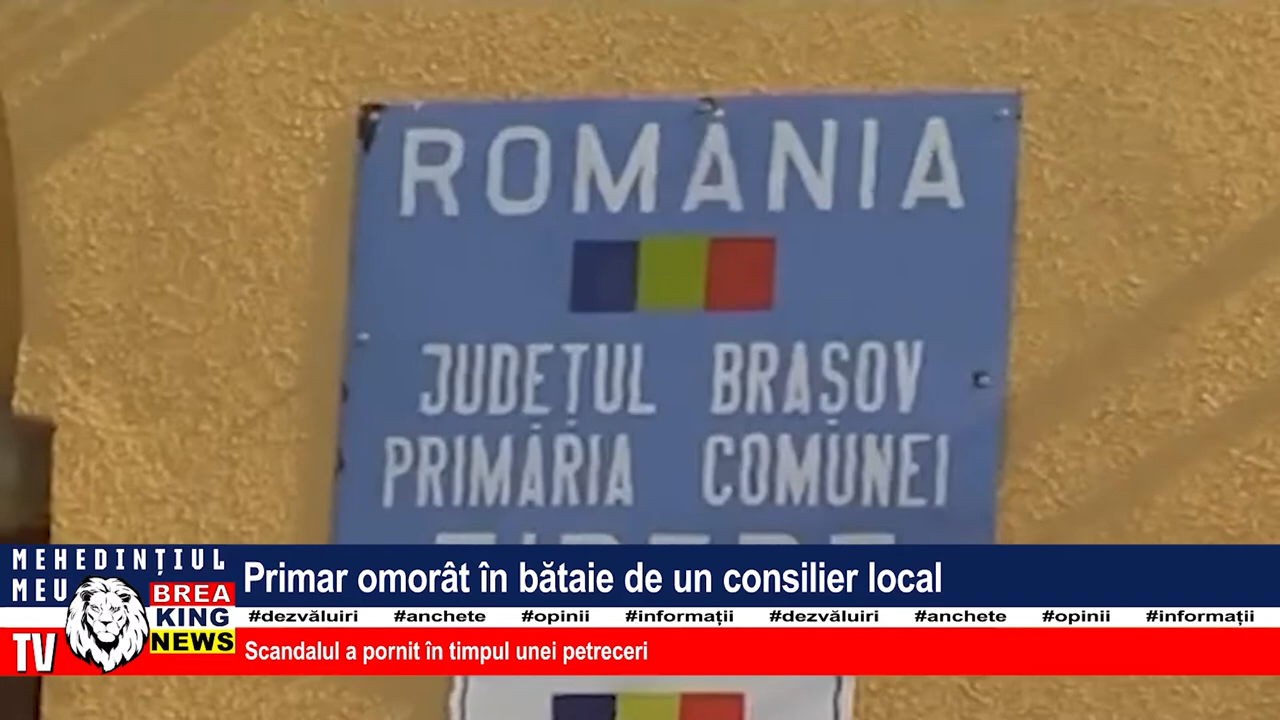 ROMÂNIA
JUDEȚUL BRAȘOV
PRIMĂRIA COMUNEI
MEHEDINȚIUL
MEU
TV
BREA
KING
NEWS
Primar omorât în bătaie de un consilier local
#dezvăluiri #anchete #opinii #informații #dezvăluiri #anchete #opinii #informații
Scandalul a pornit în timpul unei petreceri